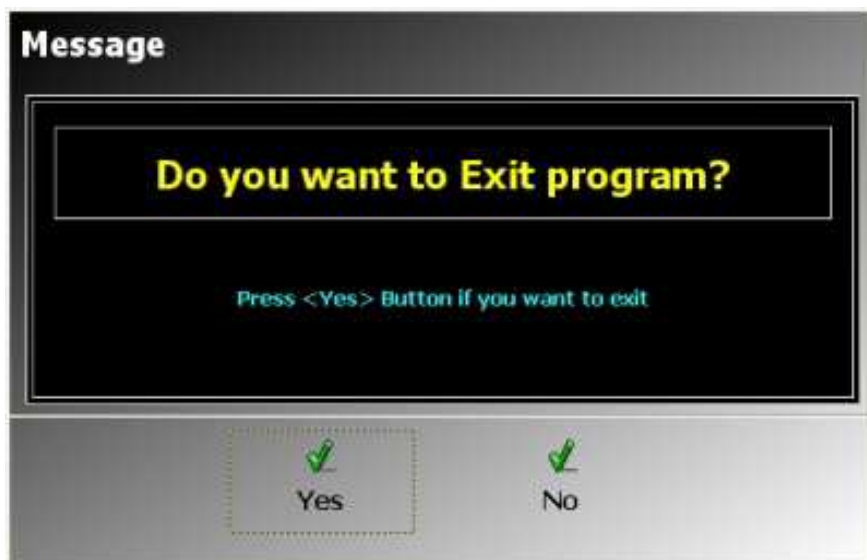 Message
Do you want to Exit program?
Press <Yes> Button if you want to exit
Yes
No